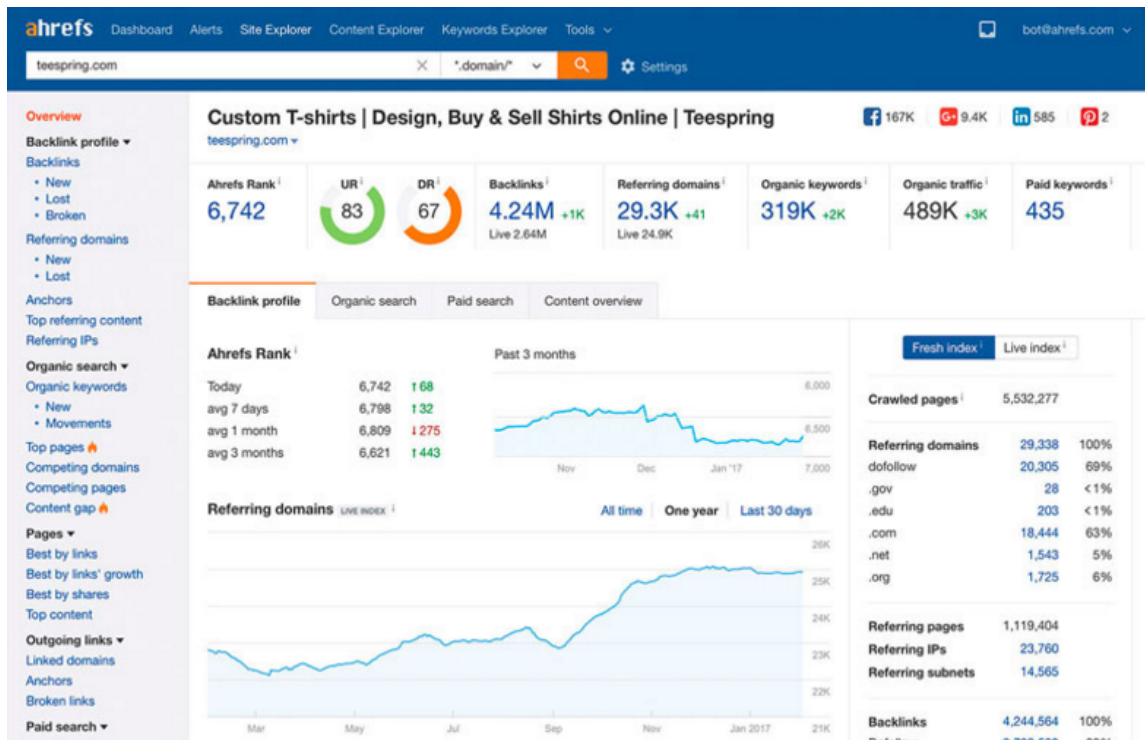 ahrefs Dashboard Alerts Site Explorer Content Explorer Keywords Explorer Tools bot@ahrefs.com
teespring.com *.domain/* Settings
Overview
Backlink profile
Backlinks
• New
• Lost
• Broken
Referring domains
• New
• Lost
Anchors
Top referring content
Referring IPs
Organic search
Organic keywords
• New
• Movements
Top pages
Competing domains
Competing pages
Content gap
Pages
Best by links
Best by links' growth
Best by shares
Top content
Outgoing links
Linked domains
Anchors
Broken links
Paid search
Custom T-shirts | Design, Buy & Sell Shirts Online | Teespring
167K G+ 9.4K in 585 2
teespring.com
Ahrefs Rank UR DR Backlinks Referring domains Organic keywords Organic traffic Paid keywords
6,742 83 67 4.24M +1K 29.3K +41 319K +2K 489K +3K 435
Live 2.64M Live 24.9K
Backlink profile Organic search Paid search Content overview
Ahrefs Rank
Today 6,742 ↑68
avg 7 days 6,798 ↑32
avg 1 month 6,809 ↓275
avg 3 months 6,621 ↑443
Past 3 months
6,000
6,500
7,000
Nov Dec Jan '17
Referring domains LIVE INDEX All time One year Last 30 days
26K
25K
24K
23K
22K
21K
Mar May Jul Sep Nov Jan 2017
Fresh index Live index
Crawled pages 5,532,277
Referring domains 29,338 100%
dofollow 20,305 69%
.gov 28 <1%
.edu 203 <1%
.com 18,444 63%
.net 1,543 5%
.org 1,725 6%
Referring pages 1,119,404
Referring IPs 23,760
Referring subnets 14,565
Backlinks 4,244,564 100%